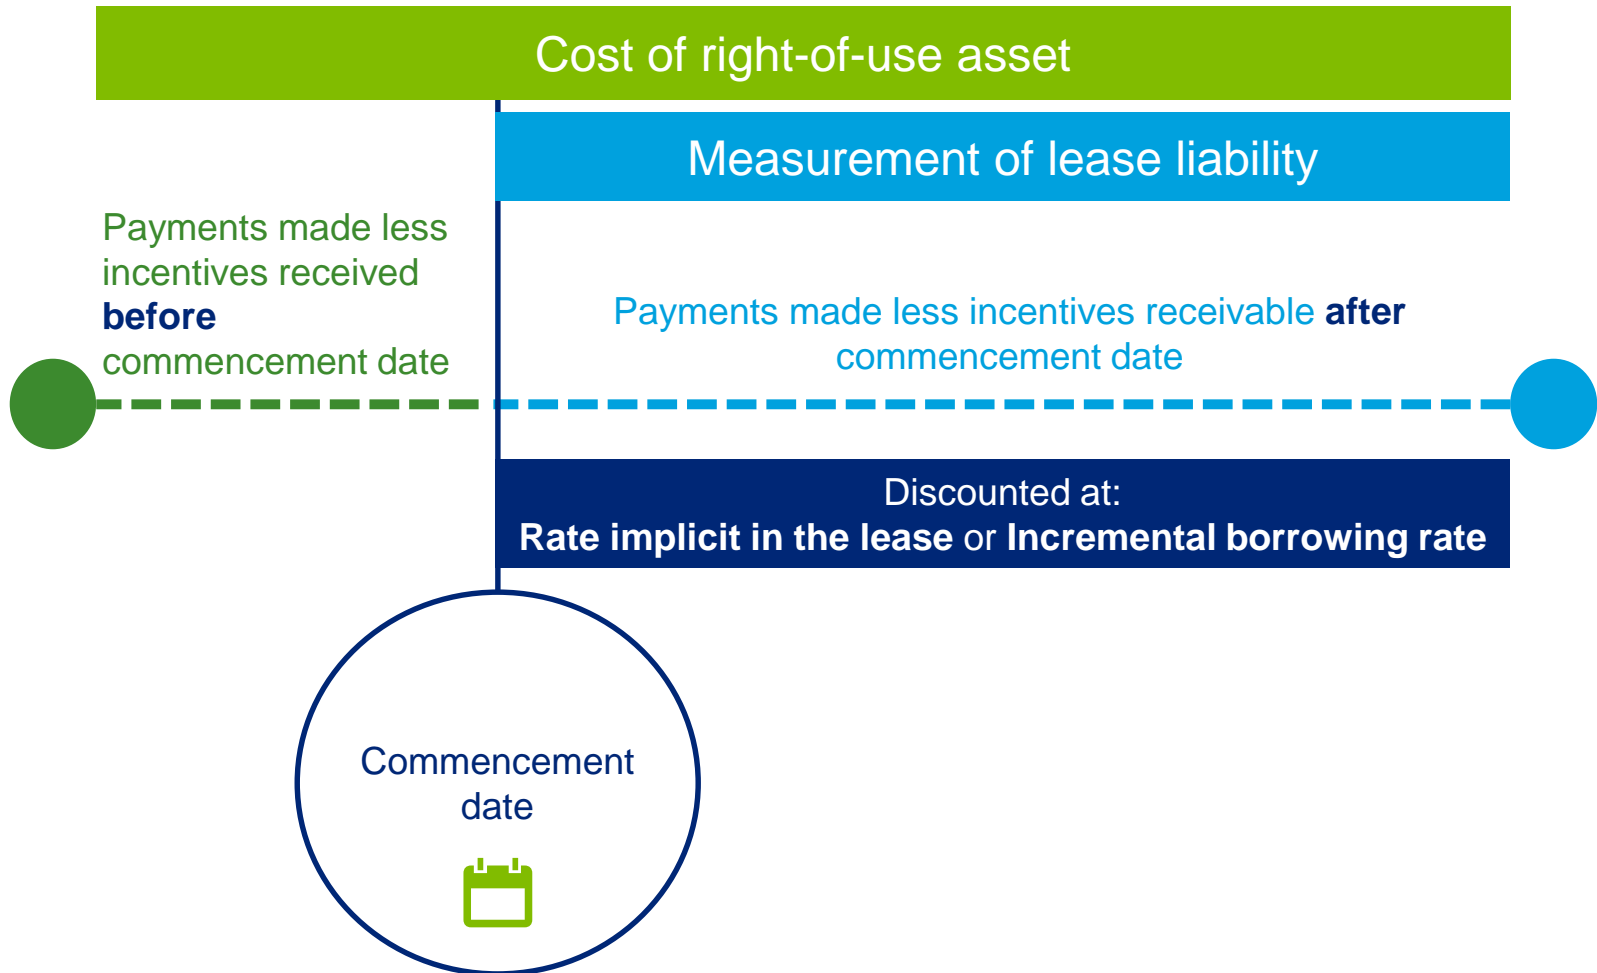 Cost of right-of-use asset
Measurement of lease liability
Payments made less
incentives received
before
commencement date
Payments made less incentives receivable after
commencement date
Discounted at:
Rate implicit in the lease or Incremental borrowing rate
Commencement
date